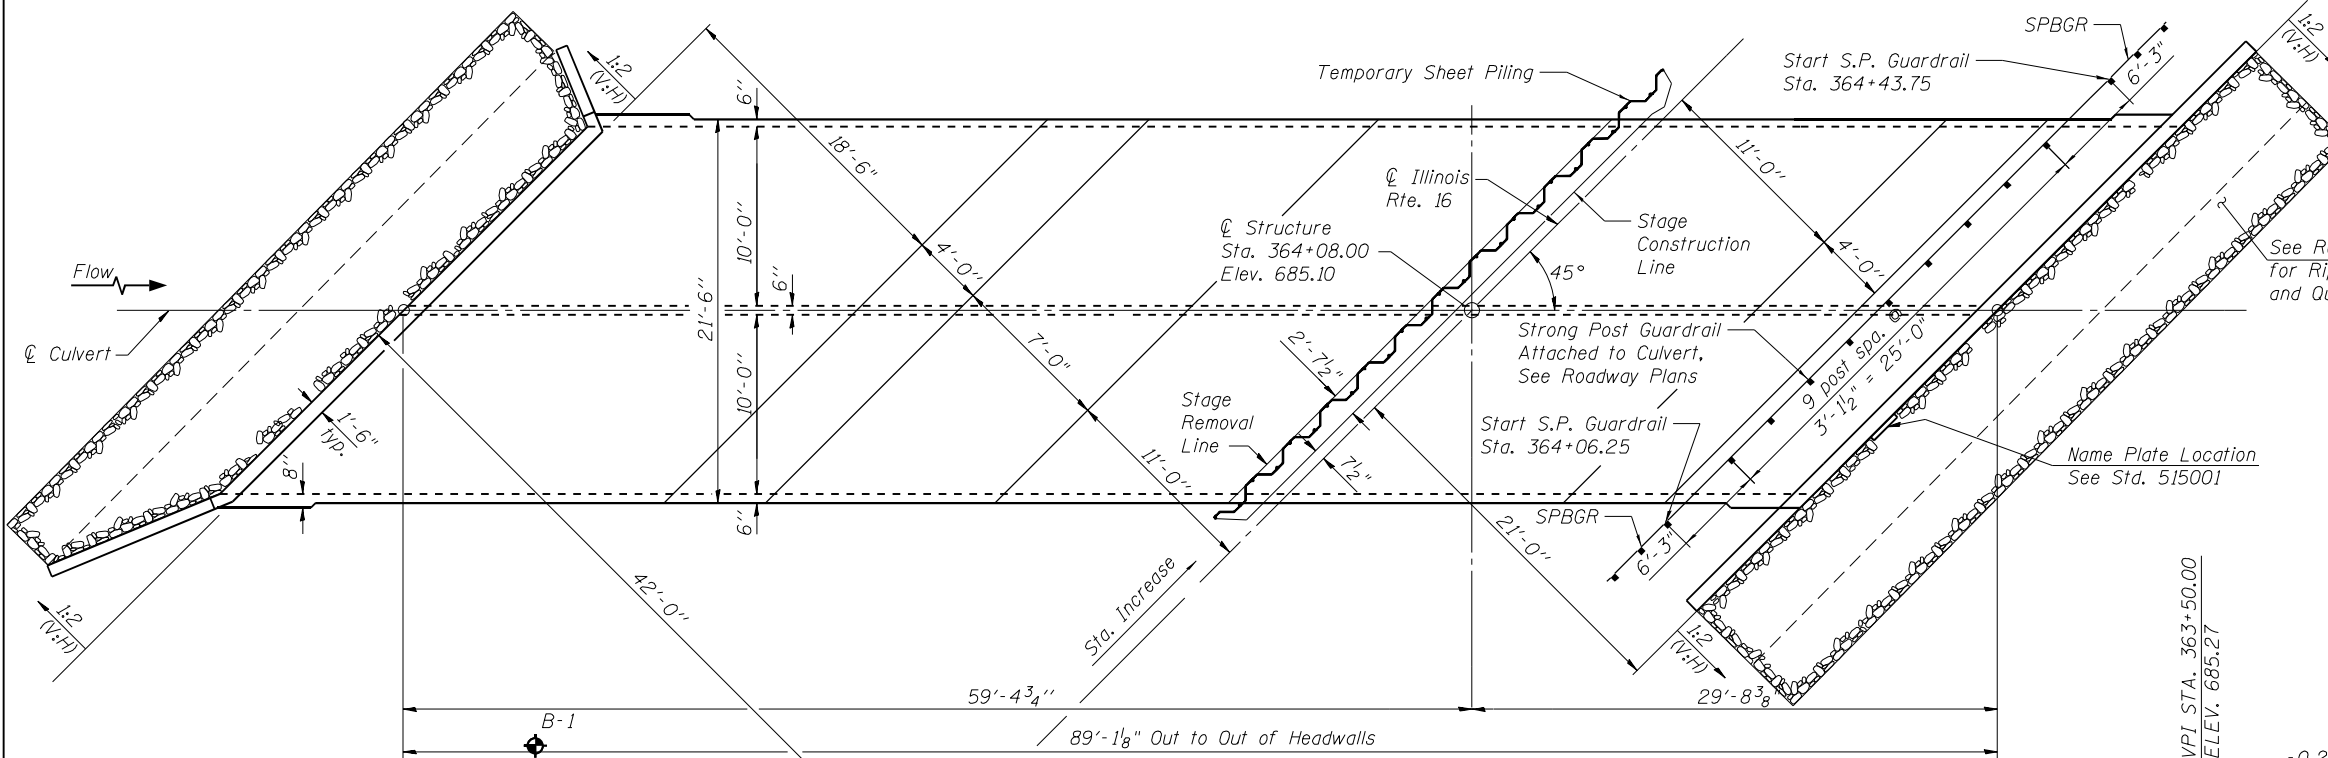 SPBGR
1:2
(V:H)
1:2
(V:H)
Temporary Sheet Piling
Start S.P. Guardrail
Sta. 364+43.75
6'-3"
6"
18'-6"
11'-0"
℄ Illinois
Rte. 16
℄ Structure
Sta. 364+08.00
Elev. 685.10
Stage
Construction
Line
10'-0"
4'-0"
4'-0"
6"
45°
Flow
21'-6"
℄ Culvert
7'-0"
2'-7½"
Strong Post Guardrail
Attached to Culvert,
See Roadway Plans
9 post spa. @
3'-1½" = 25'-0"
10'-0"
1'-6"
typ.
Stage
Removal
Line
Start S.P. Guardrail
Sta. 364+06.25
Name Plate Location
See Std. 515001
8"
11'-0"
7½"
6"
21'-0"
SPBGR
6'-3"
42'-0"
1:2
(V:H)
1:2
(V:H)
Sta. Increase
59'-4¾"
29'-8⅜"
B-1
89'-1⅛" Out to Out of Headwalls
VPI STA. 363+50.00
ELEV. 685.27
See
for
and